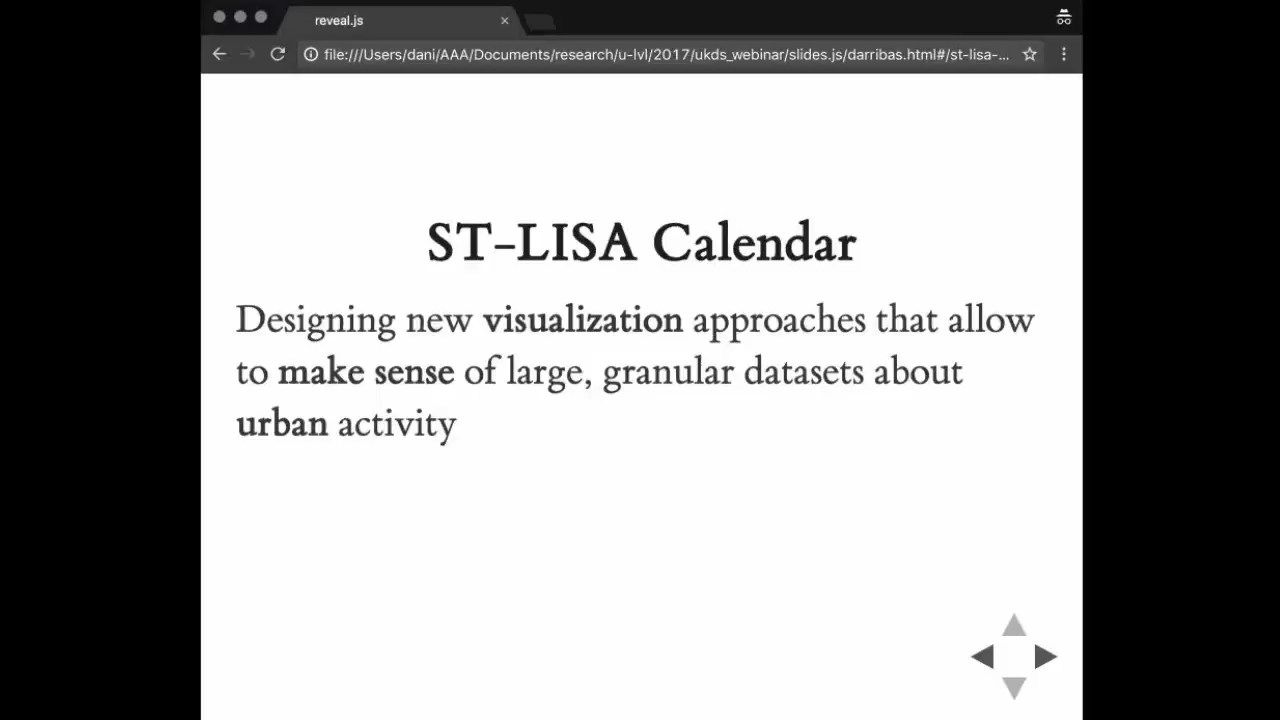 reveal.js
file:///Users/dani/AAA/Documents/research/u-lvl/2017/ukds_webinar/slides.js/darribas.html#/st-lisa-...
ST-LISA Calendar
Designing new visualization approaches that allow
to make sense of large, granular datasets about
urban activity